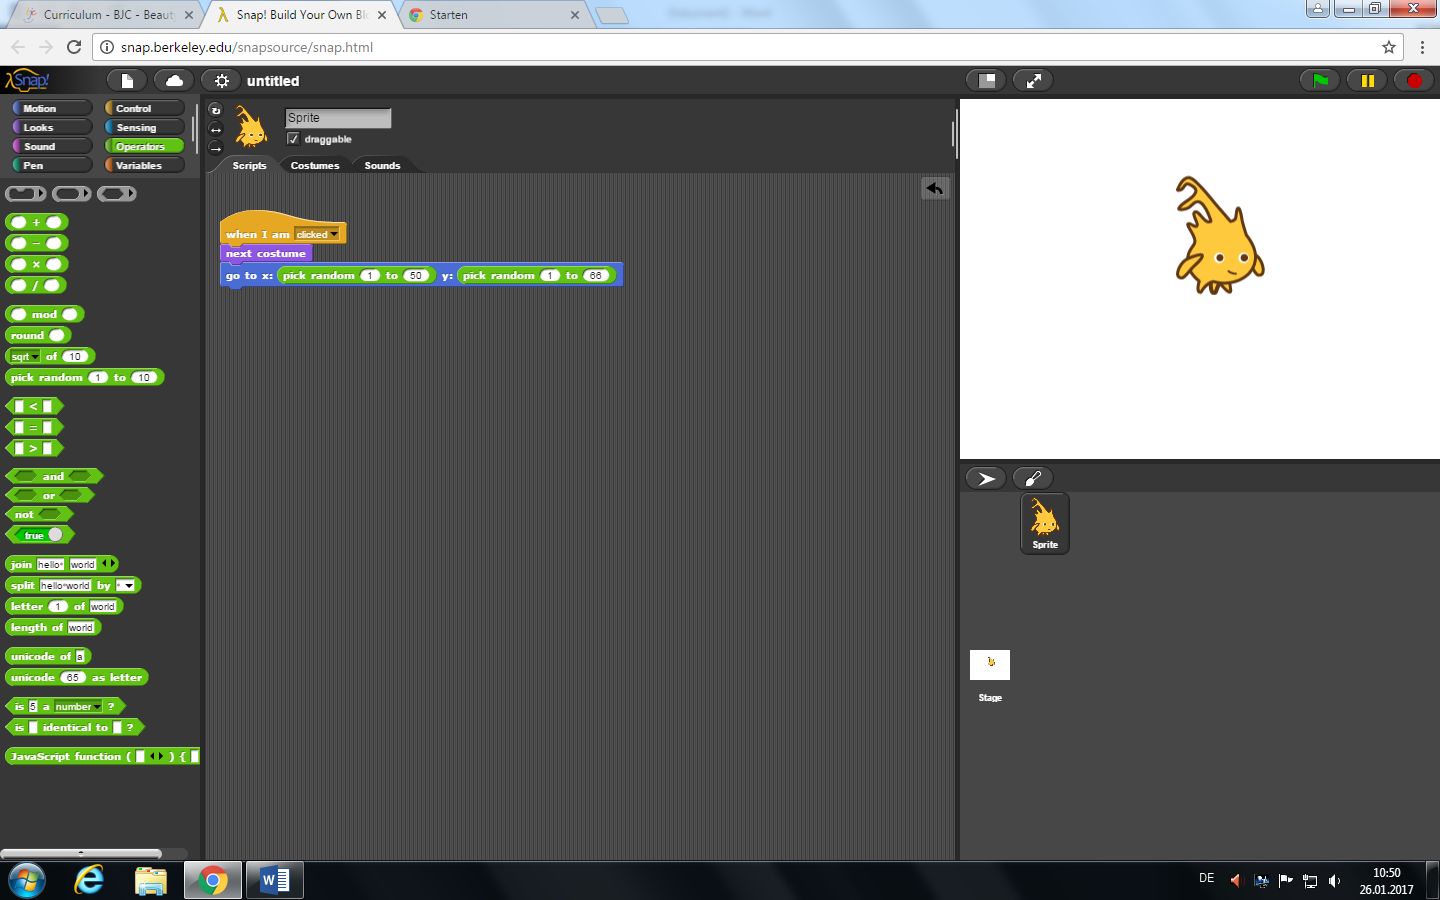 Curriculum - BJC - Beaut
Snap! Build Your Own Blo
Starten
snap.berkeley.edu/snapsource/snap.html
Snap!
untitled
Motion
Control
Looks
Sensing
Sound
Operators
Pen
Variables
Sprite
draggable
Scripts
Costumes
Sounds
+
−
×
/
mod
round
sqrt of 10
pick random 1 to 10
<
=
>
and
or
not
true
join hello world
split hello world by
letter 1 of world
length of world
unicode of a
unicode 65 as letter
is 5 a number ?
is identical to ?
JavaScript function ( ) {
when I am clicked
next costume
go to x: pick random 1 to 50 y: pick random 1 to 66
Sprite
Stage
DE
10:50
26.01.2017